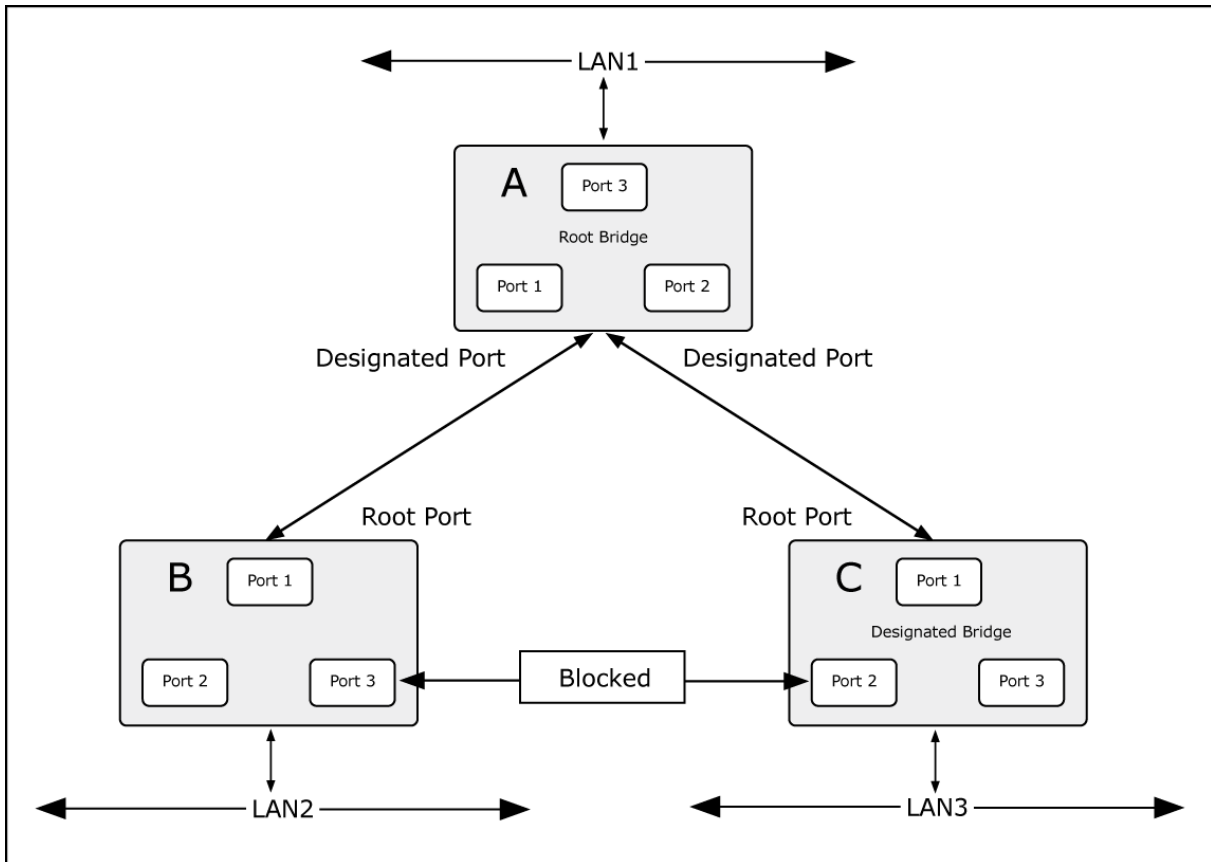 LAN1
A
Port 3
Root Bridge
Port 1
Port 2
Designated Port
Designated Port
Root Port
Root Port
B
Port 1
Port 2
Port 3
Blocked
C
Port 1
Designated Bridge
Port 2
Port 3
LAN2
LAN3